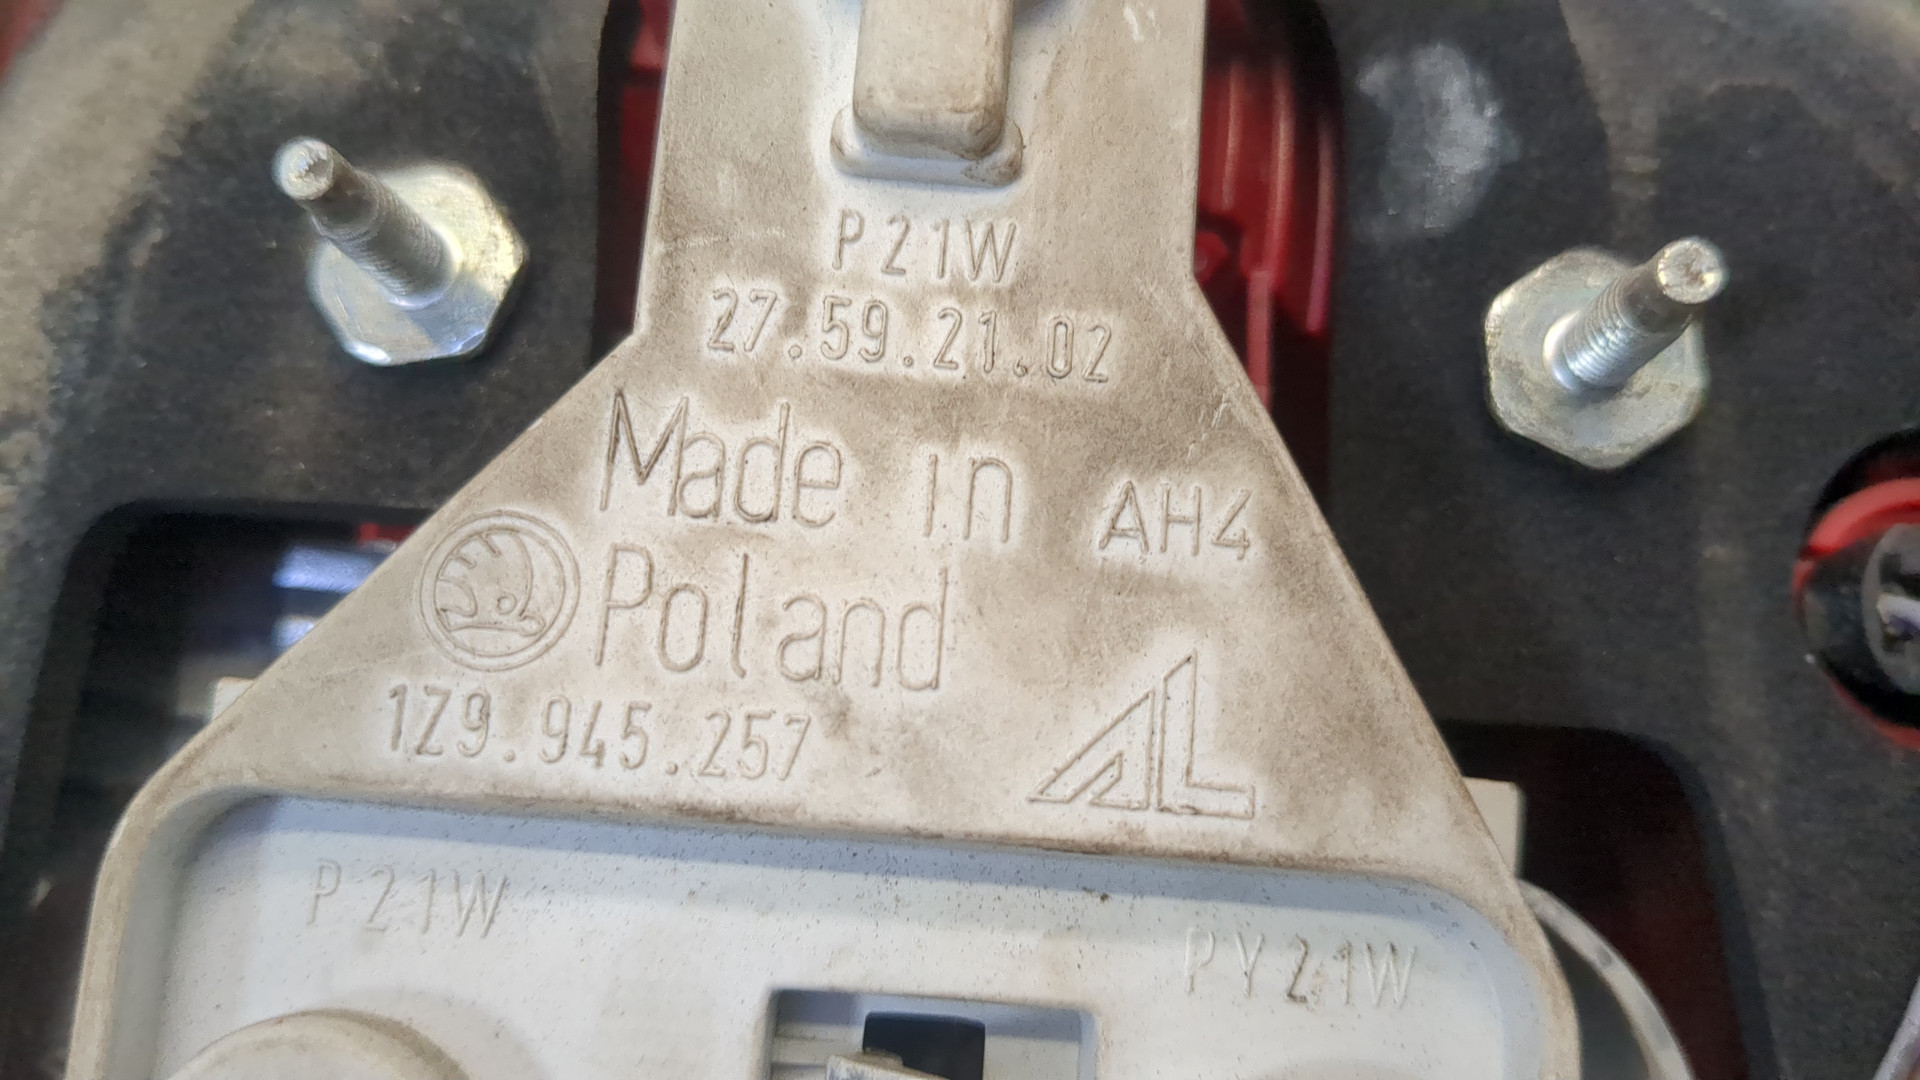 P21W
27.59.21.02
Made in
AH4
Poland
1Z9.945.257
AL
P21W
PY21W